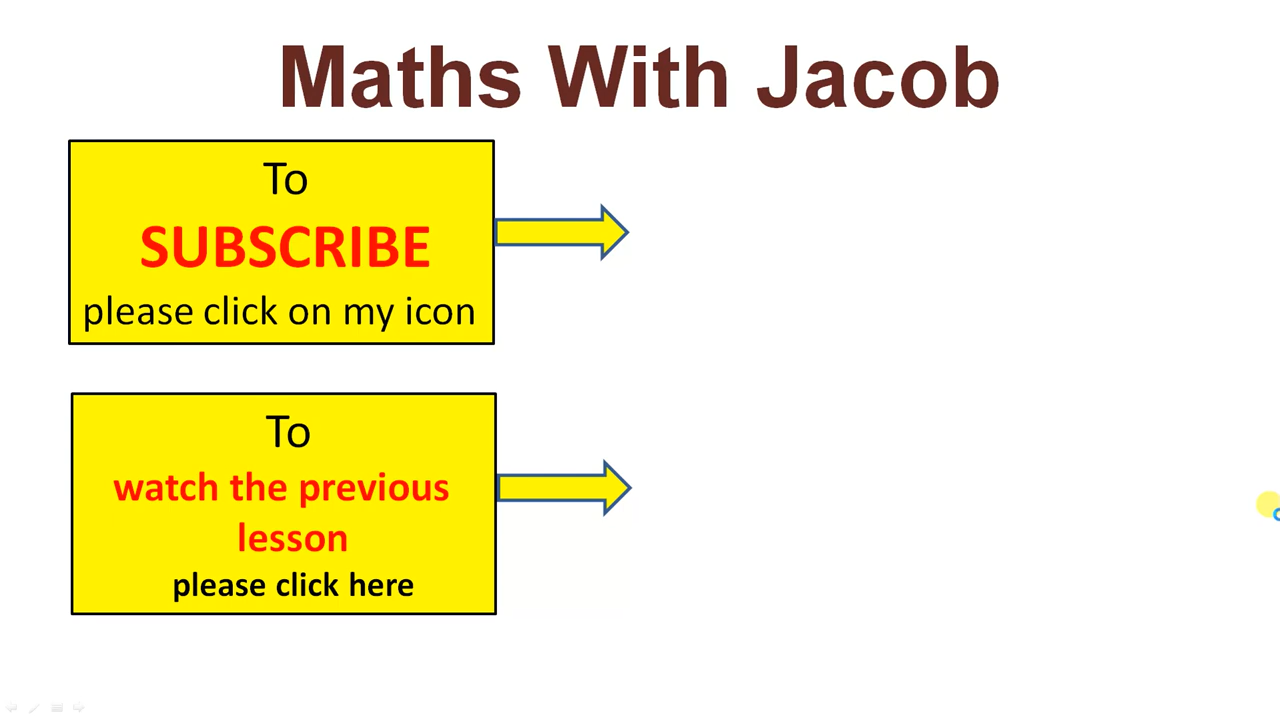 Maths With Jacob
To
SUBSCRIBE
please click on my icon
To
watch the previous
lesson
please click here